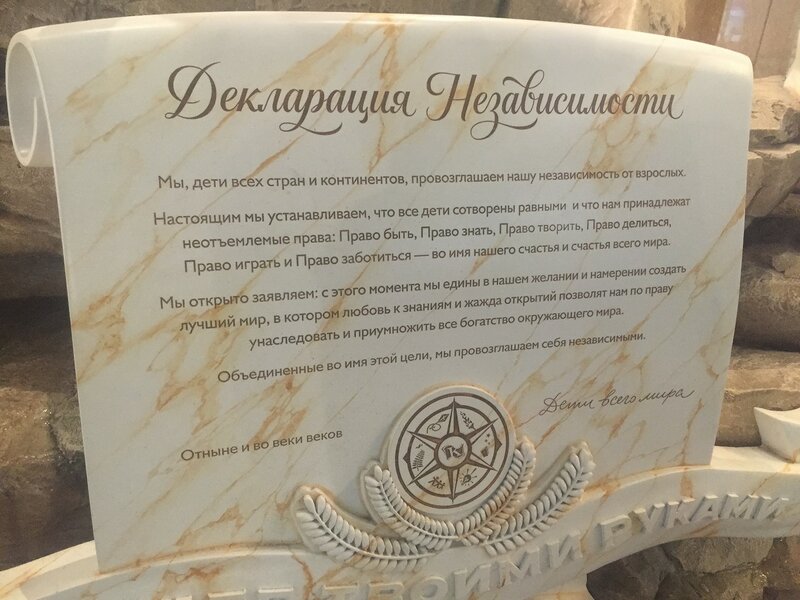 Декларация Независимости
Мы, дети всех стран и континентов, провозглашаем нашу независимость от взрослых.
Настоящим мы устанавливаем, что все дети сотворены равными и что нам принадлежат
неотъемлемые права: Право быть, Право знать, Право творить, Право делиться,
Право играть и Право заботиться — во имя нашего счастья и счастья всего мира.
Мы открыто заявляем: с этого момента мы едины в нашем желании и намерении создать
лучший мир, в котором любовь к знаниям и жажда открытий позволят нам по праву
унаследовать и приумножить все богатство окружающего мира.
Объединенные во имя этой цели, мы провозглашаем себя независимыми.
Дети всего мира
Отныне и во веки веков
ТВОИМИ РУКАМИ